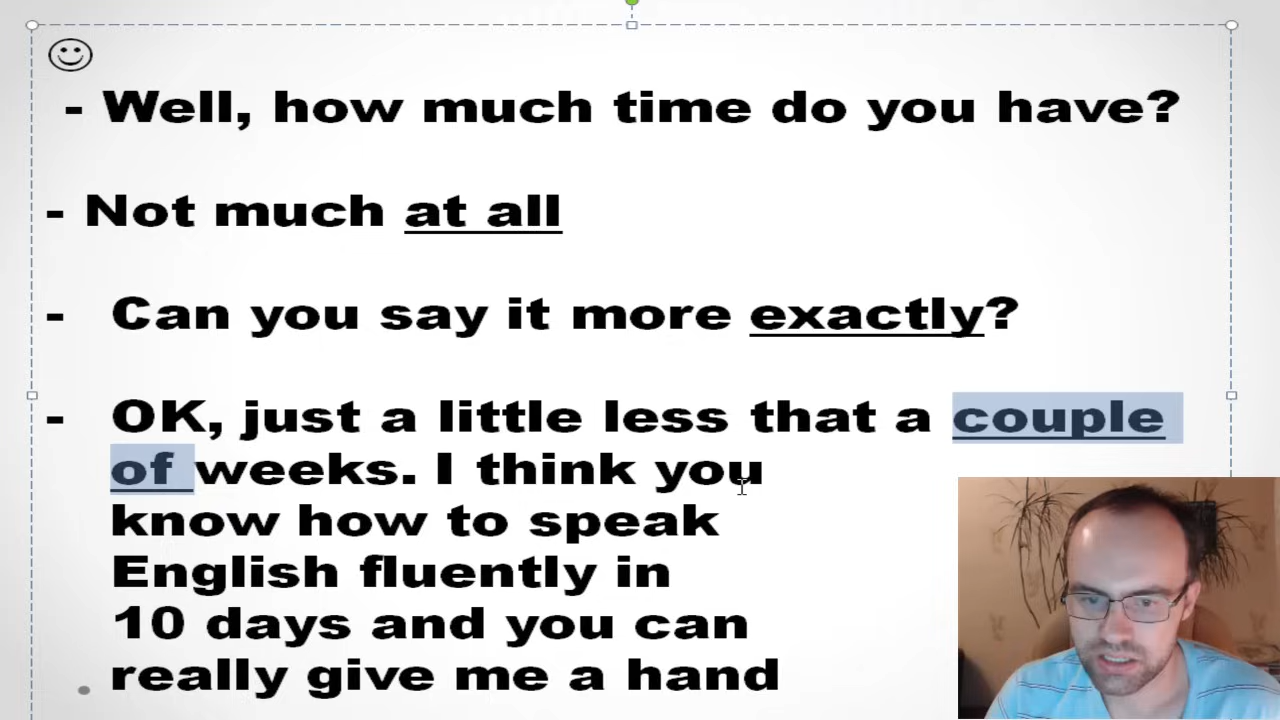 - Well, how much time do you have?
- Not much at all
- Can you say it more exactly?
- OK, just a little less that a couple
of weeks. I think you
know how to speak
English fluently in
10 days and you can
really give me a hand